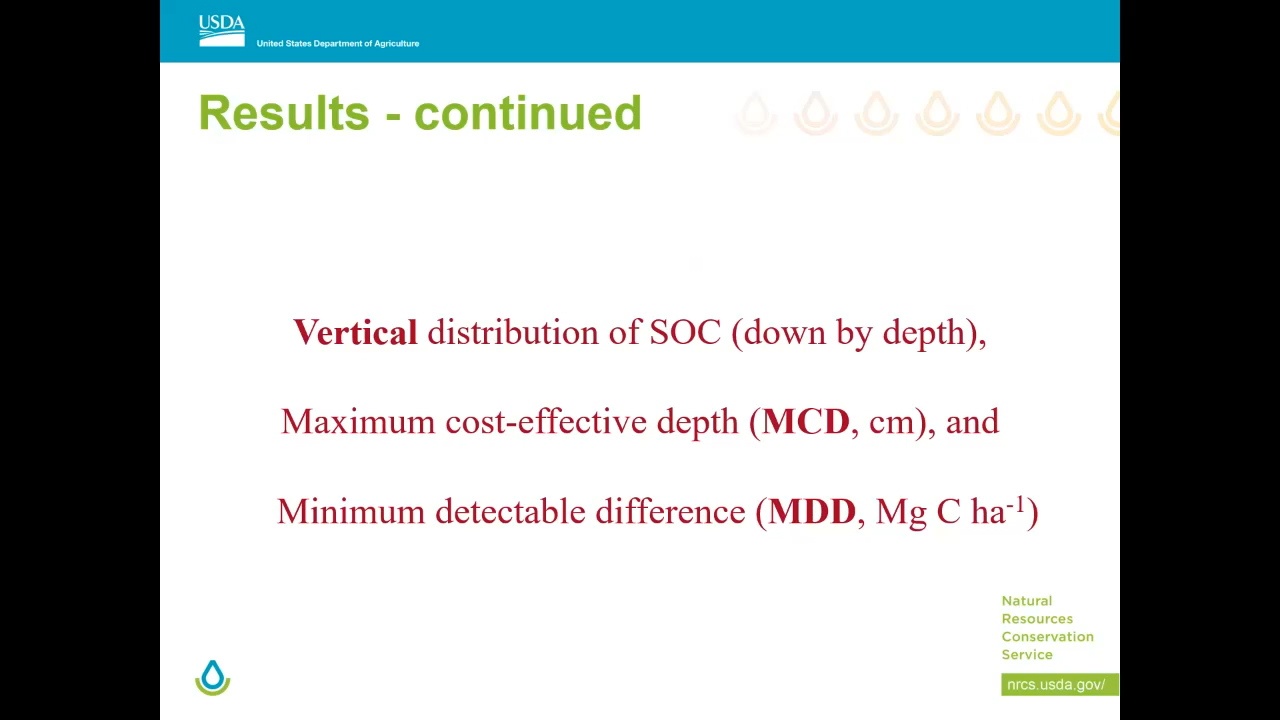 USDA
United States Department of Agriculture
Results - continued
Vertical distribution of SOC (down by depth),
Maximum cost-effective depth (MCD, cm), and
Minimum detectable difference (MDD, Mg C ha⁻¹)
Natural
Resources
Conservation
Service
nrcs.usda.gov/